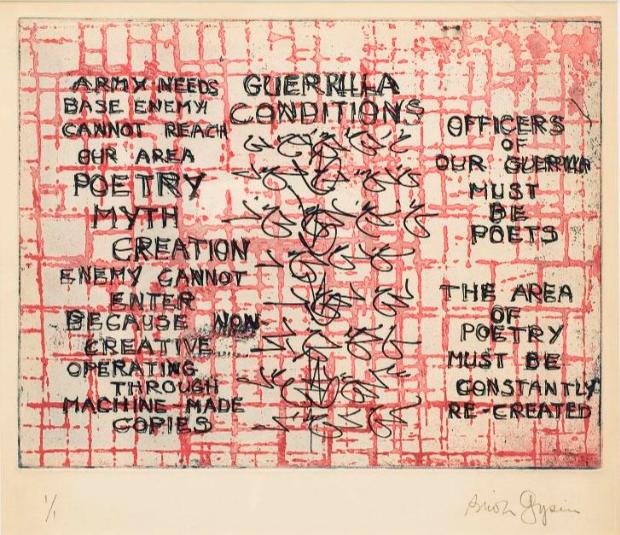 ARMY NEEDS
BASE ENEMY
CANNOT REACH
OUR AREA
POETRY
MYTH
CREATION
ENEMY CANNOT
ENTER
BECAUSE NON-
CREATIVE
OPERATING
THROUGH
MACHINE MADE
COPIES
GUERRILLA
CONDITIONS
OFFICERS
OF
OUR GUERILLA
MUST
BE
POETS
THE AREA
OF
POETRY
MUST BE
CONSTANTLY
RE-CREATED
1/1
Brion Gysin